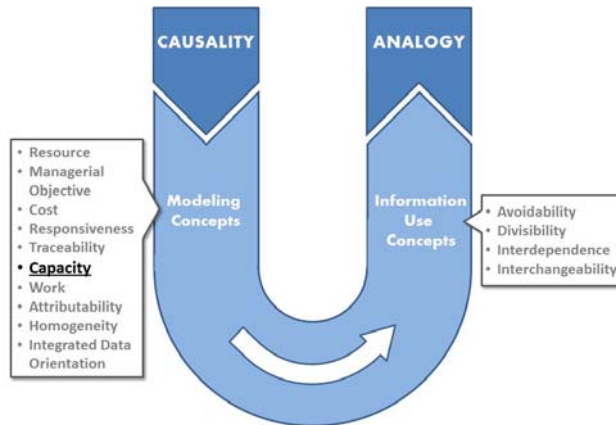 CAUSALITY
ANALOGY
• Resource
• Managerial
Objective
• Cost
• Responsiveness
• Traceability
• Capacity
• Work
• Attributability
• Homogeneity
• Integrated Data
Orientation
Modeling
Concepts
Information
Use
Concepts
• Avoidability
• Divisibility
• Interdependence
• Interchangeability